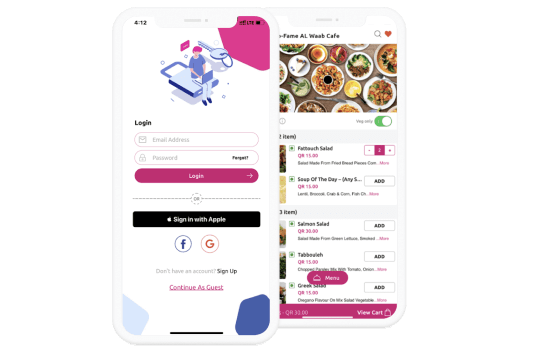 4:12
LTE
Login
Email Address
Password
Forget?
Login
OR
Sign in with Apple
f
G
Don't have an account? Sign Up
Continue As Guest
-Fame AL Waab Cafe
Veg only
item)
Fattouch Salad
- 2 +
QR 15.00
Salad Made From Fried Bread Pieces Com ..More
Soup Of The Day – (Any S...
ADD
QR 15.00
Lentil, Broccoli, Crab & Corn, Fish Ch ..More
3 item)
Salmon Salad
ADD
QR 30.00
Salad Made From Green Lettuce, Smoked ..More
Tabbouleh
ADD
QR 15.00
Chopped Parsley Mix With Tomato, Onion ..More
Menu
Greek Salad
ADD
QR 15.00
Oregano Flavour On Mix Salad Vegetable ..More
- QR 30.00
View Cart